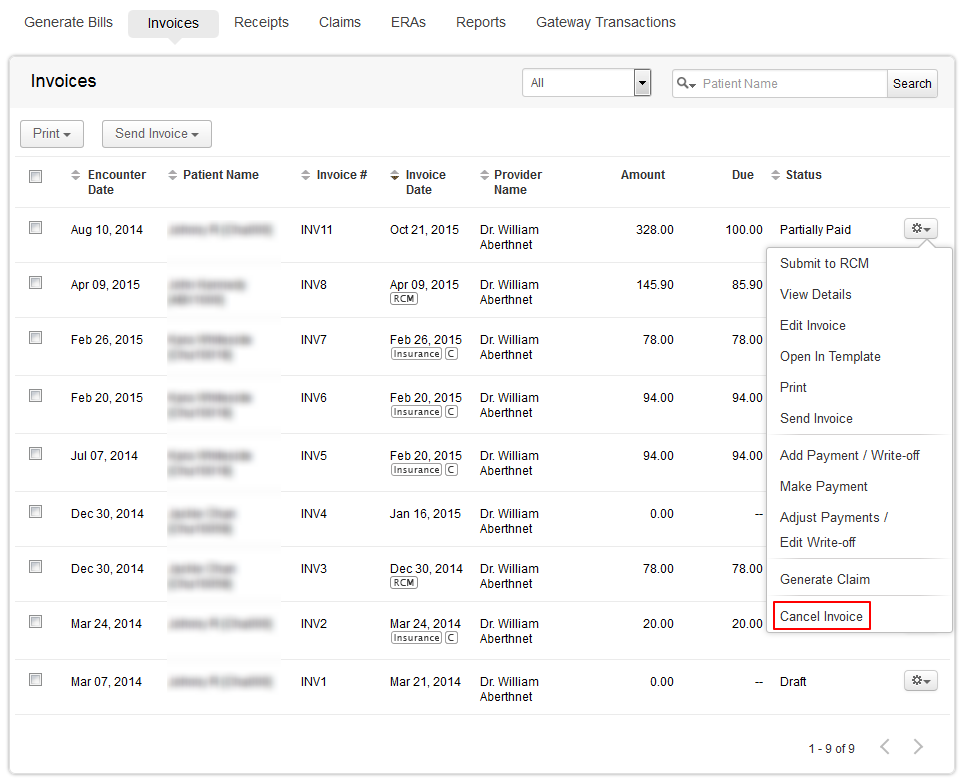 Generate Bills Invoices Receipts Claims ERAs Reports Gateway Transactions
Invoices All Patient Name Search
Print Send Invoice
Encounter Date Patient Name Invoice # Invoice Date Provider Name Amount Due Status
Aug 10, 2014 INV11 Oct 21, 2015 Dr. William Aberthnet 328.00 100.00 Partially Paid
Apr 09, 2015 INV8 Apr 09, 2015 RCM Dr. William Aberthnet 145.90 85.90
Feb 26, 2015 INV7 Feb 26, 2015 Insurance C Dr. William Aberthnet 78.00 78.00
Feb 20, 2015 INV6 Feb 20, 2015 Insurance C Dr. William Aberthnet 94.00 94.00
Jul 07, 2014 INV5 Feb 20, 2015 Insurance C Dr. William Aberthnet 94.00 94.00
Dec 30, 2014 INV4 Jan 16, 2015 Dr. William Aberthnet 0.00 --
Dec 30, 2014 INV3 Dec 30, 2014 RCM Dr. William Aberthnet 78.00 78.00
Mar 24, 2014 INV2 Mar 24, 2014 Insurance C Dr. William Aberthnet 20.00 20.00
Mar 07, 2014 INV1 Mar 21, 2014 Dr. William Aberthnet 0.00 -- Draft
Submit to RCM
View Details
Edit Invoice
Open In Template
Print
Send Invoice
Add Payment / Write-off
Make Payment
Adjust Payments /
Edit Write-off
Generate Claim
Cancel Invoice
1 - 9 of 9